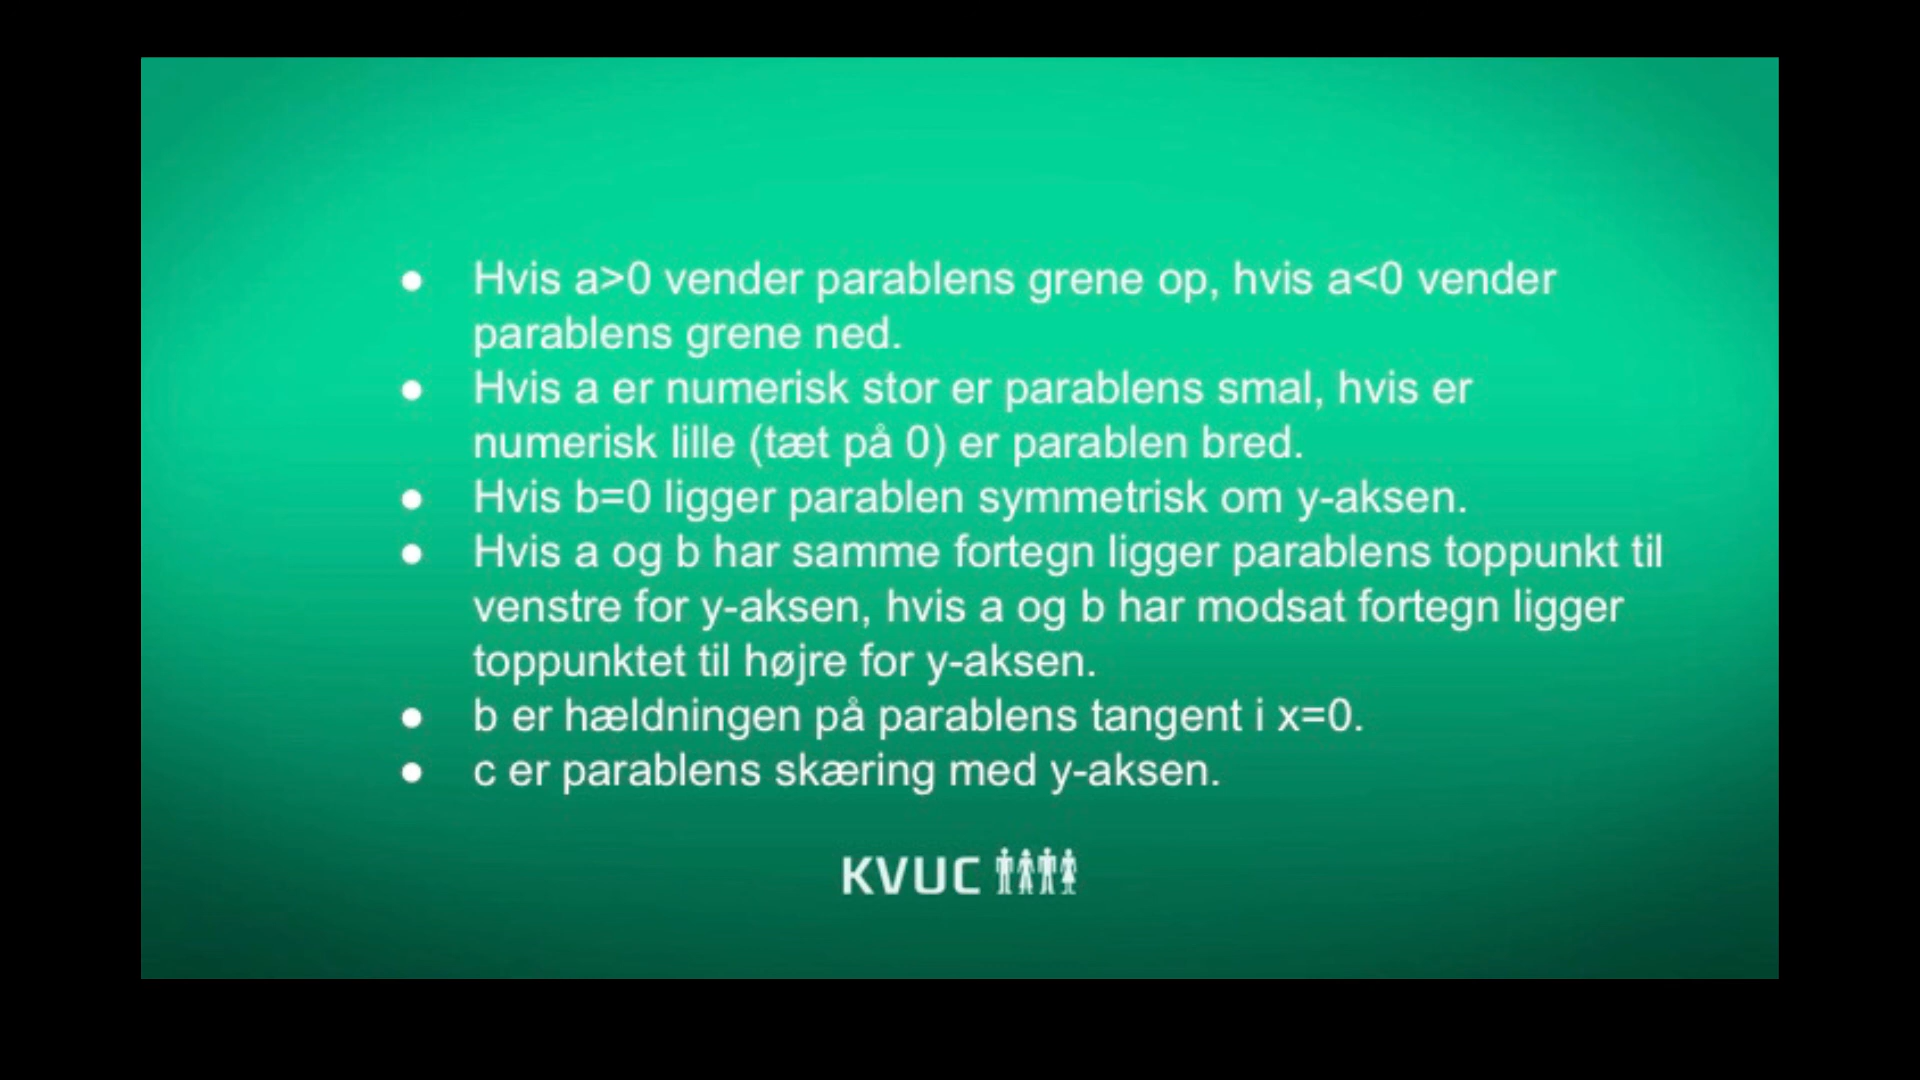 ● Hvis a>0 vender parablens grene op, hvis a<0 vender
parablens grene ned.
● Hvis a er numerisk stor er parablens smal, hvis er
numerisk lille (tæt på 0) er parablen bred.
● Hvis b=0 ligger parablen symmetrisk om y-aksen.
● Hvis a og b har samme fortegn ligger parablens toppunkt til
venstre for y-aksen, hvis a og b har modsat fortegn ligger
toppunktet til højre for y-aksen.
● b er hældningen på parablens tangent i x=0.
● c er parablens skæring med y-aksen.
KVUC